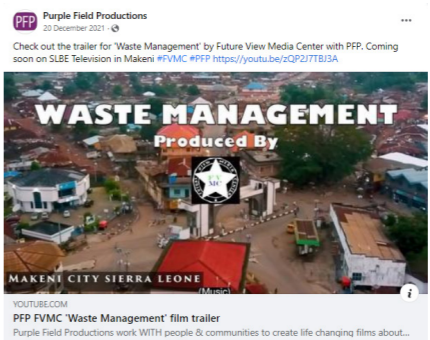 PFP
Purple Field Productions
20 December 2021 ·
Check out the trailer for 'Waste Management' by Future View Media Center with PFP. Coming
soon on SLBE Television in Makeni #FVMC #PFP https://youtu.be/zQP2J7TBJ3A
WASTE MANAGEMENT
Produced By
FV
MC
MAKENI CITY SIERRA LEONE
(Music)
YOUTUBE.COM
PFP FVMC 'Waste Management' film trailer
Purple Field Productions work WITH people & communities to create life changing films about...